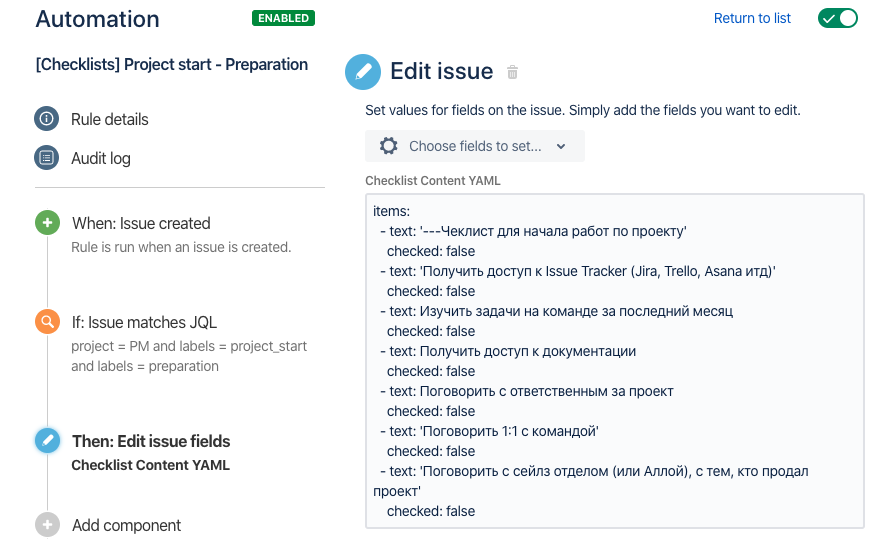 Automation
ENABLED
Return to list
[Checklists] Project start - Preparation
Rule details
Audit log
When: Issue created
Rule is run when an issue is created.
If: Issue matches JQL
project = PM and labels = project_start
and labels = preparation
Then: Edit issue fields
Checklist Content YAML
Add component
Edit issue
Set values for fields on the issue. Simply add the fields you want to edit.
Choose fields to set...
Checklist Content YAML
items:
- text: '---Чеклист для начала работ по проекту'
checked: false
- text: 'Получить доступ к Issue Tracker (Jira, Trello, Asana итд)'
checked: false
- text: Изучить задачи на команде за последний месяц
checked: false
- text: Получить доступ к документации
checked: false
- text: Поговорить с ответственным за проект
checked: false
- text: 'Поговорить 1:1 с командой'
checked: false
- text: 'Поговорить с сейлз отделом (или Аллой), с тем, кто продал
проект'
checked: false